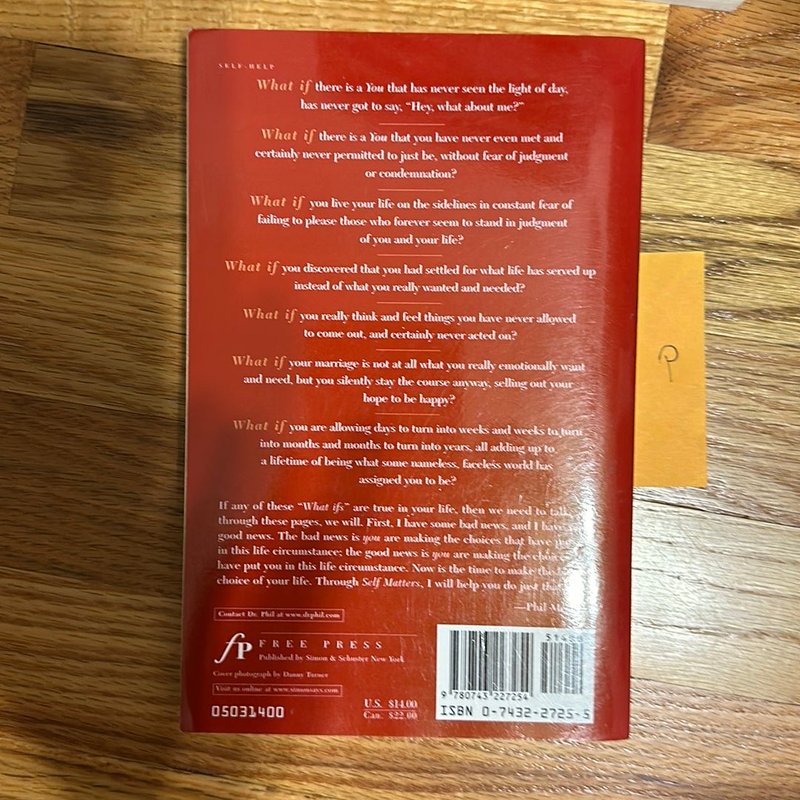 SELF-HELP
What if there is a You that has never seen the light of day,
has never got to say, “Hey, what about me?”
What if there is a You that you have never even met and
certainly never permitted to just be, without fear of judgment
or condemnation?
What if you live your life on the sidelines in constant fear of
failing to please those who forever seem to stand in judgment
of you and your life?
What if you discovered that you had settled for what life has served up
instead of what you really wanted and needed?
What if you really think and feel things you have never allowed
to come out, and certainly never acted on?
What if your marriage is not at all what you really emotionally want
and need, but you silently stay the course anyway, selling out your
hope to be happy?
What if you are allowing days to turn into weeks and weeks to turn
into months and months to turn into years, all adding up to
a lifetime of being what some nameless, faceless world has
assigned you to be?
If any of these “What ifs” are true in your life, then we need to talk,
through these pages, we will. First, I have some bad news, and I have
good news. The bad news is you are making the choices that have put
in this life circumstance; the good news is you are making the choices
have put you in this life circumstance. Now is the time to make the
choice of your life. Through Self Matters, I will help you do just that.
—Phil
Contact Dr. Phil at www.drphil.com
fP FREE PRESS
Published by Simon & Schuster New York
Cover photograph by Danny Turner
Visit us online at www.simonsays.com
05031400
U.S. $14.00
Can. $22.00
9 780743 227254
ISBN 0-7432-2725-5
P